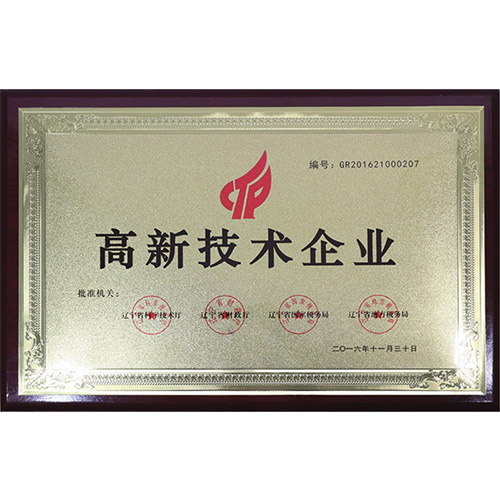 编号：GR201621000207
高新技术企业
批准机关：
辽宁省科学技术厅 辽宁省财政厅 辽宁省国家税务局 辽宁省地方税务局
二〇一六年十一月三十日